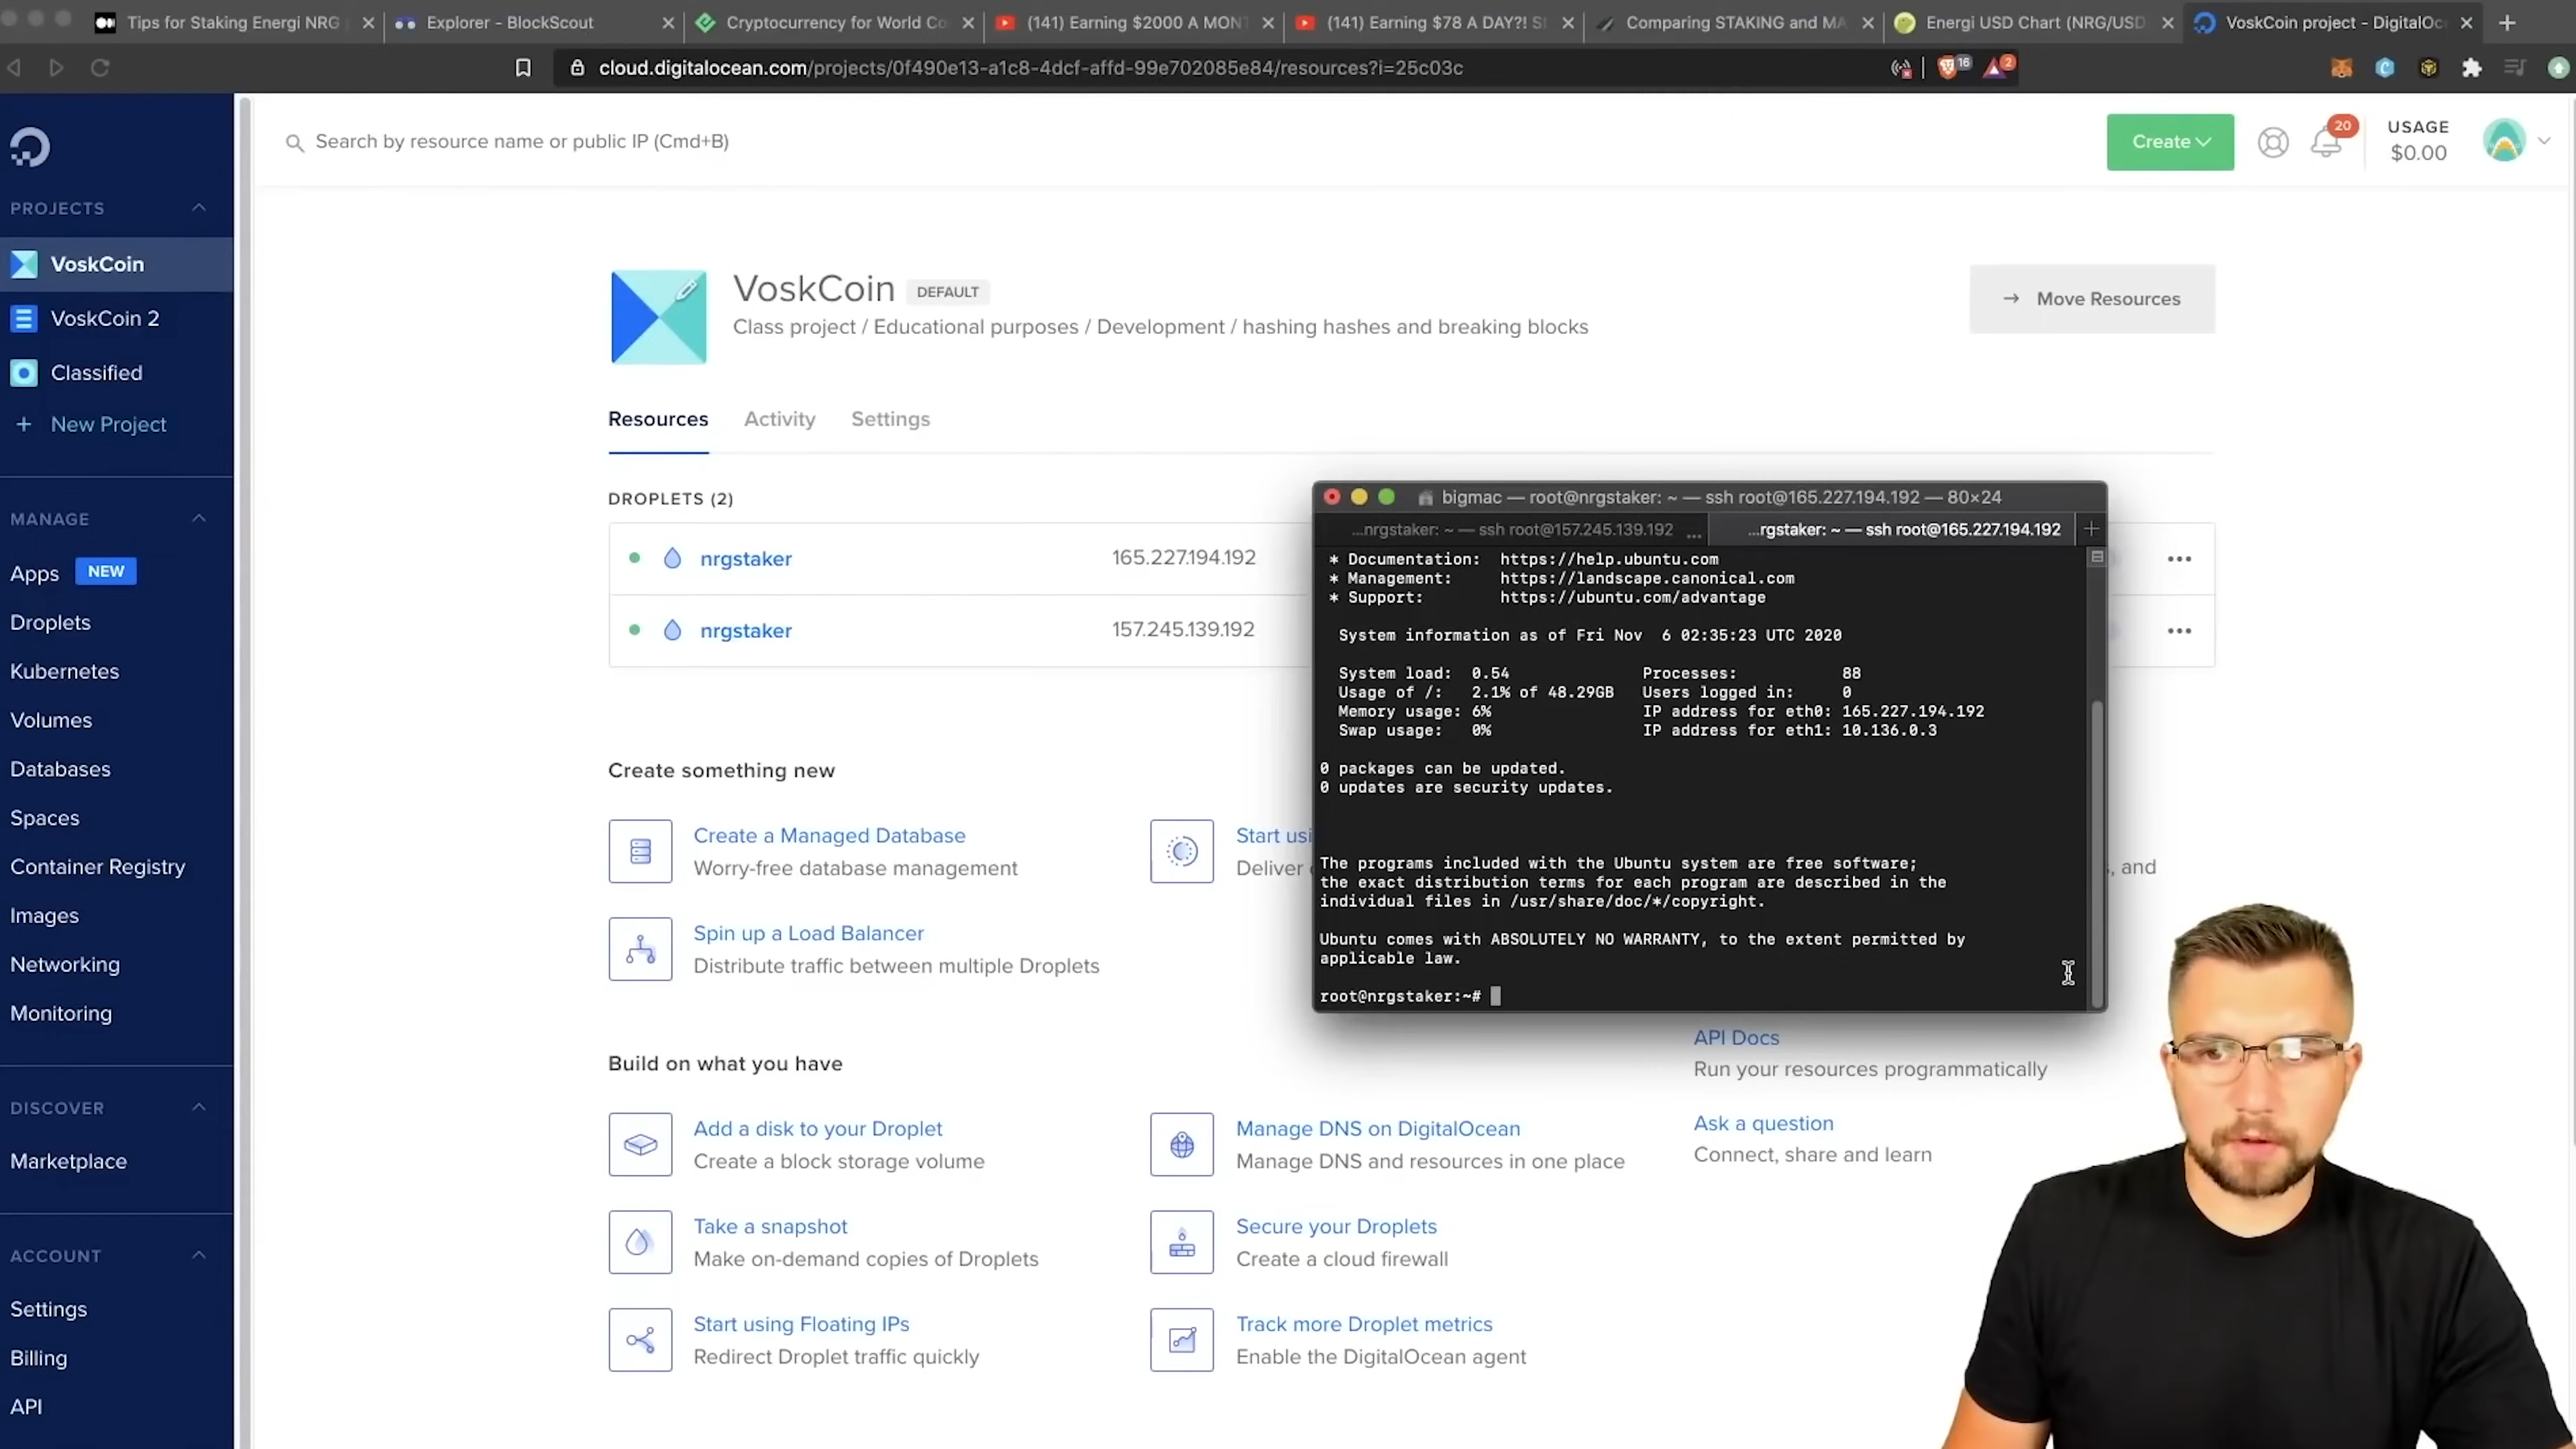 Tips for Staking Energi NRG
Explorer - BlockScout
Cryptocurrency for World Co
(141) Earning $2000 A MONT
(141) Earning $78 A DAY?! S
Comparing STAKING and MA
Energi USD Chart (NRG/USD
VoskCoin project - DigitalOc
cloud.digitalocean.com/projects/0f490e13-a1c8-4dcf-affd-99e702085e84/resources?i=25c03c
16
2
Search by resource name or public IP (Cmd+B)
Create
20
USAGE
$0.00
PROJECTS
VoskCoin
VoskCoin 2
Classified
+ New Project
MANAGE
Apps NEW
Droplets
Kubernetes
Volumes
Databases
Spaces
Container Registry
Images
Networking
Monitoring
DISCOVER
Marketplace
ACCOUNT
Settings
Billing
API
VoskCoin DEFAULT
Class project / Educational purposes / Development / hashing hashes and breaking blocks
→ Move Resources
Resources Activity Settings
DROPLETS (2)
nrgstaker 165.227.194.192
nrgstaker 157.245.139.192
Create something new
Create a Managed Database
Worry-free database management
Start usi
Deliver
, and
Spin up a Load Balancer
Distribute traffic between multiple Droplets
Build on what you have
Add a disk to your Droplet
Create a block storage volume
Manage DNS on DigitalOcean
Manage DNS and resources in one place
Take a snapshot
Make on-demand copies of Droplets
Secure your Droplets
Create a cloud firewall
Start using Floating IPs
Redirect Droplet traffic quickly
Track more Droplet metrics
Enable the DigitalOcean agent
API Docs
Run your resources programmatically
Ask a question
Connect, share and learn
bigmac — root@nrgstaker: ~ — ssh root@165.227.194.192 — 80×24
...nrgstaker: ~ — ssh root@157.245.139.192 ...
...rgstaker: ~ — ssh root@165.227.194.192
* Documentation: https://help.ubuntu.com
* Management: https://landscape.canonical.com
* Support: https://ubuntu.com/advantage
System information as of Fri Nov 6 02:35:23 UTC 2020
System load: 0.54 Processes: 88
Usage of /: 2.1% of 48.29GB Users logged in: 0
Memory usage: 6% IP address for eth0: 165.227.194.192
Swap usage: 0% IP address for eth1: 10.136.0.3
0 packages can be updated.
0 updates are security updates.
The programs included with the Ubuntu system are free software;
the exact distribution terms for each program are described in the
individual files in /usr/share/doc/*/copyright.
Ubuntu comes with ABSOLUTELY NO WARRANTY, to the extent permitted by
applicable law.
root@nrgstaker:~#